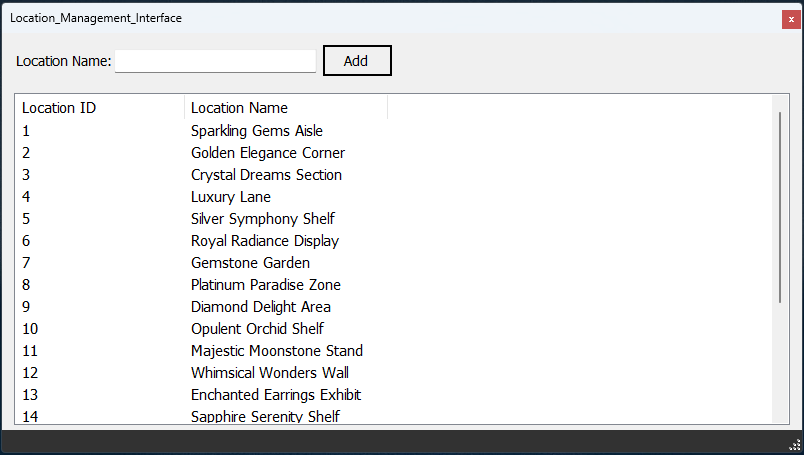 Location_Management_Interface
x
Location Name:
Add
Location ID Location Name
1 Sparkling Gems Aisle
2 Golden Elegance Corner
3 Crystal Dreams Section
4 Luxury Lane
5 Silver Symphony Shelf
6 Royal Radiance Display
7 Gemstone Garden
8 Platinum Paradise Zone
9 Diamond Delight Area
10 Opulent Orchid Shelf
11 Majestic Moonstone Stand
12 Whimsical Wonders Wall
13 Enchanted Earrings Exhibit
14 Sapphire Serenity Shelf